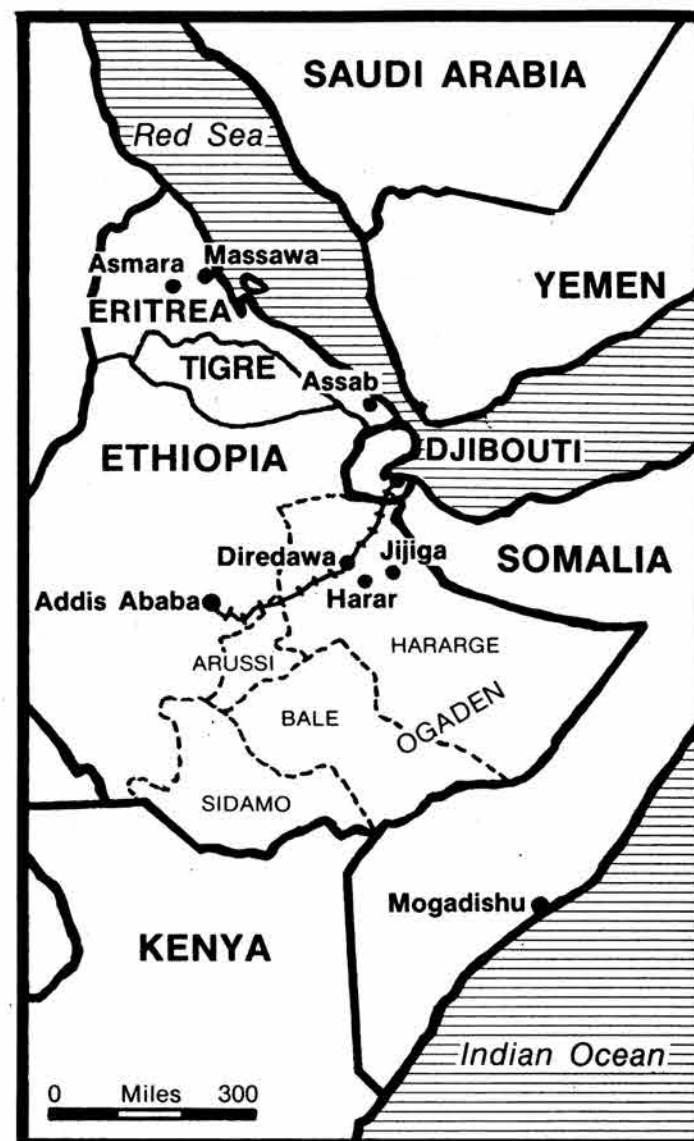 SAUDI ARABIA
Red Sea
Asmara
Massawa
YEMEN
ERITREA
TIGRE
Assab
ETHIOPIA
DJIBOUTI
Diredawa
Jijiga
SOMALIA
Addis Ababa
Harar
ARUSSI
HARARGE
BALE
OGADEN
SIDAMO
Mogadishu
KENYA
Indian Ocean
0 Miles 300